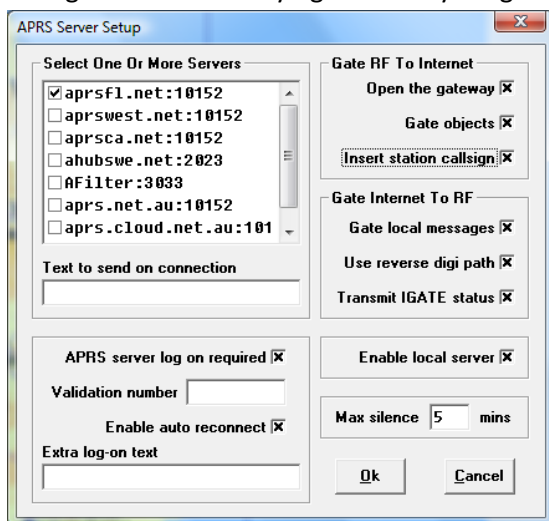 APRS Server Setup
Select One Or More Servers
aprsfl.net:10152
aprswest.net:10152
aprsca.net:10152
ahubswe.net:2023
AFilter:3033
aprs.net.au:10152
aprs.cloud.net.au:101
Text to send on connection
APRS server log on required
Validation number
Enable auto reconnect
Extra log-on text
Gate RF To Internet
Open the gateway
Gate objects
Insert station callsign
Gate Internet To RF
Gate local messages
Use reverse digi path
Transmit IGATE status
Enable local server
Max silence 5 mins
Ok Cancel